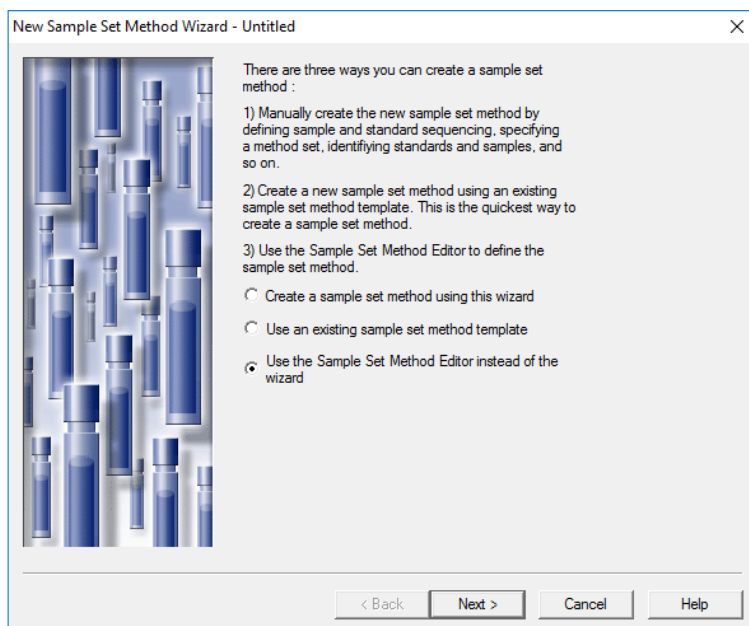 New Sample Set Method Wizard - Untitled
There are three ways you can create a sample set
method :
1) Manually create the new sample set method by
defining sample and standard sequencing, specifying
a method set, identifiying standards and samples, and
so on.
2) Create a new sample set method using an existing
sample set method template. This is the quickest way to
create a sample set method.
3) Use the Sample Set Method Editor to define the
sample set method.
Create a sample set method using this wizard
Use an existing sample set method template
Use the Sample Set Method Editor instead of the
wizard
< Back Next > Cancel Help